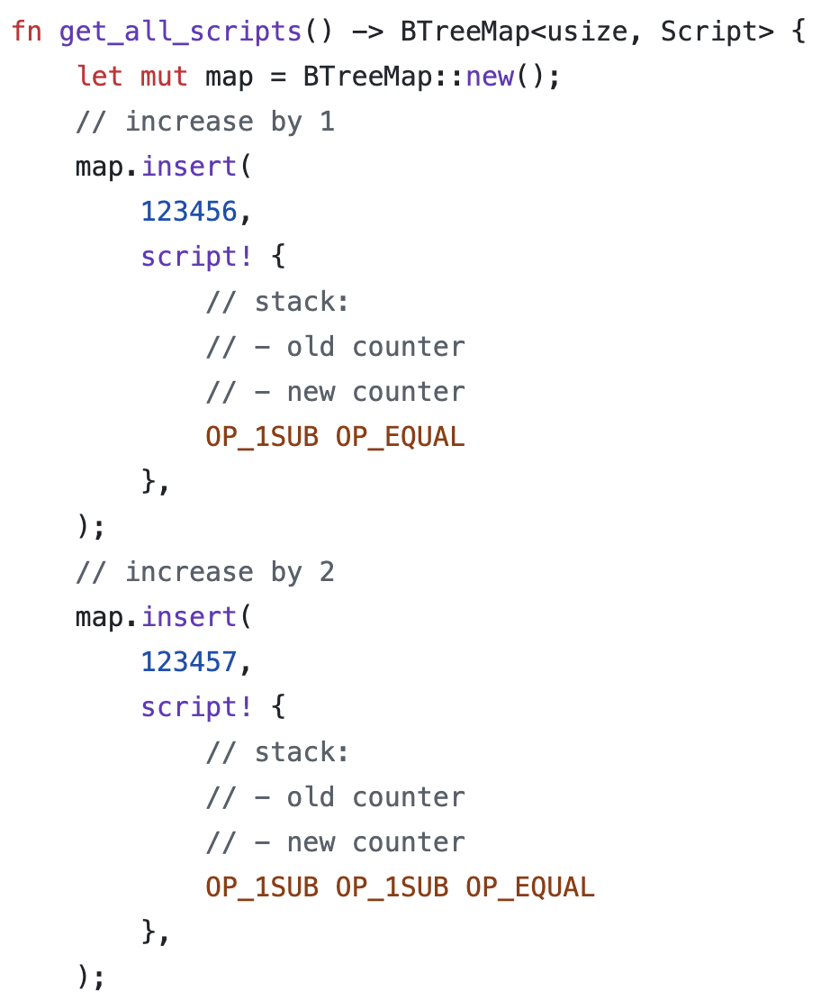 fn get_all_scripts() -> BTreeMap<usize, Script> {
    let mut map = BTreeMap::new();
    // increase by 1
    map.insert(
        123456,
        script! {
            // stack:
            // - old counter
            // - new counter
            OP_1SUB OP_EQUAL
        },
    );
    // increase by 2
    map.insert(
        123457,
        script! {
            // stack:
            // - old counter
            // - new counter
            OP_1SUB OP_1SUB OP_EQUAL
        },
    );